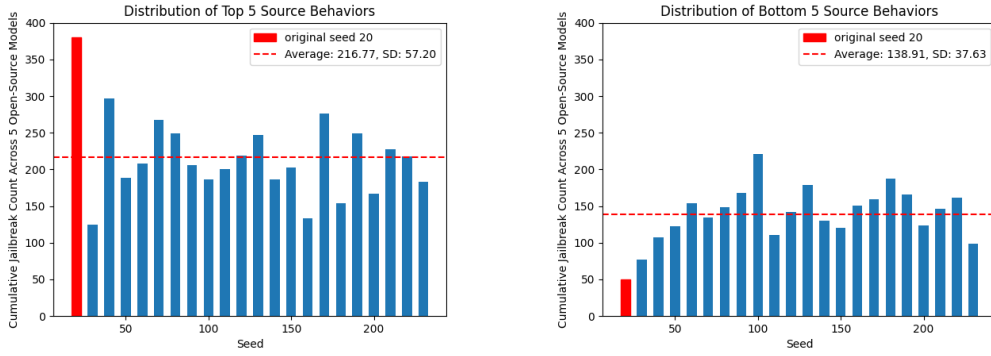 Distribution of Top 5 Source Behaviors
Cumulative Jailbreak Count Across 5 Open-Source Models
400
350
300
250
200
150
100
50
0
original seed 20
Average: 216.77, SD: 57.20
50
100
150
200
Seed
Distribution of Bottom 5 Source Behaviors
Cumulative Jailbreak Count Across 5 Open-Source Models
400
350
300
250
200
150
100
50
0
original seed 20
Average: 138.91, SD: 37.63
50
100
150
200
Seed